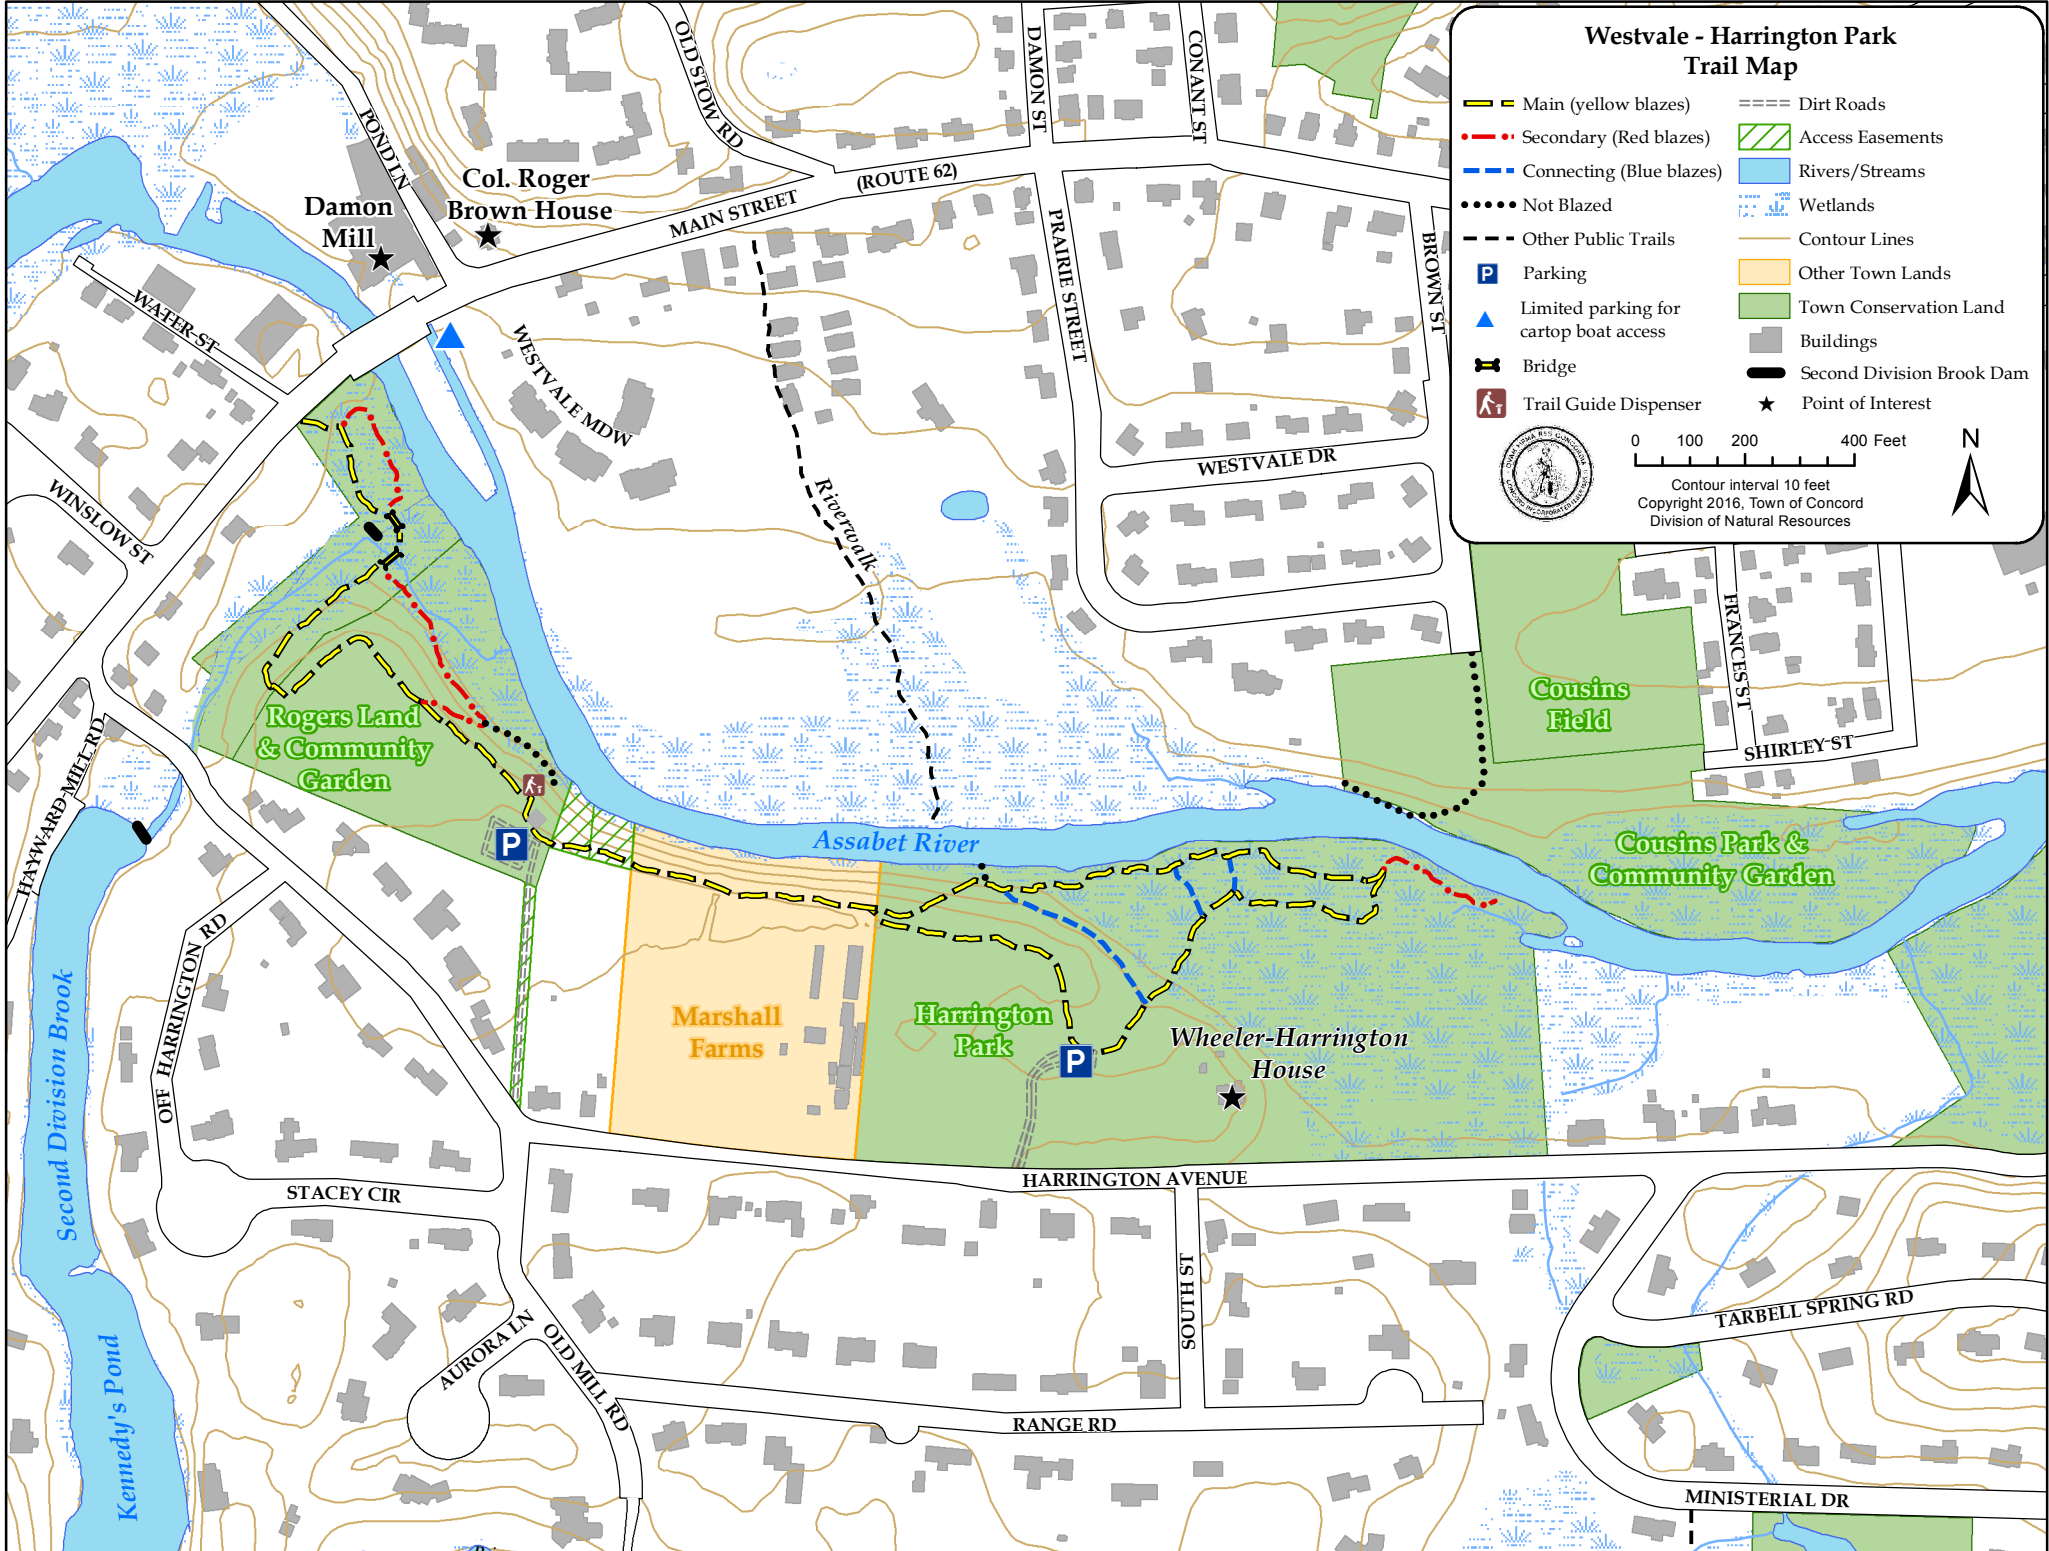 Westvale - Harrington Park
Trail Map
Main (yellow blazes)
Secondary (Red blazes)
Connecting (Blue blazes)
Not Blazed
Other Public Trails
P
Parking
Limited parking for
cartop boat access
Bridge
Trail Guide Dispenser
Dirt Roads
Access Easements
Rivers/Streams
Wetlands
Contour Lines
Other Town Lands
Town Conservation Land
Buildings
Second Division Brook Dam
Point of Interest
0 100 200 400 Feet
N
Contour interval 10 feet
Copyright 2016, Town of Concord
Division of Natural Resources
POND LN
OLD STOW RD
DAMON ST
CONANT ST
Col. Roger
Brown House
Damon
Mill
MAIN STREET
(ROUTE 62)
PRAIRIE STREET
BROWN ST
WATER ST
WESTVALE MDW
WESTVALE DR
WINSLOW ST
Riverwalk
FRANCES ST
SHIRLEY ST
Cousins
Field
Rogers Land
& Community
Garden
HAYWARD MILL RD
P
Assabet River
Cousins Park &
Community Garden
OFF HARRINGTON RD
Marshall
Farms
Harrington
Park
P
Wheeler-Harrington
House
Second Division Brook
STACEY CIR
HARRINGTON AVENUE
SOUTH ST
TARBELL SPRING RD
AURORA LN
OLD MILL RD
RANGE RD
Kennedy's Pond
MINISTERIAL DR